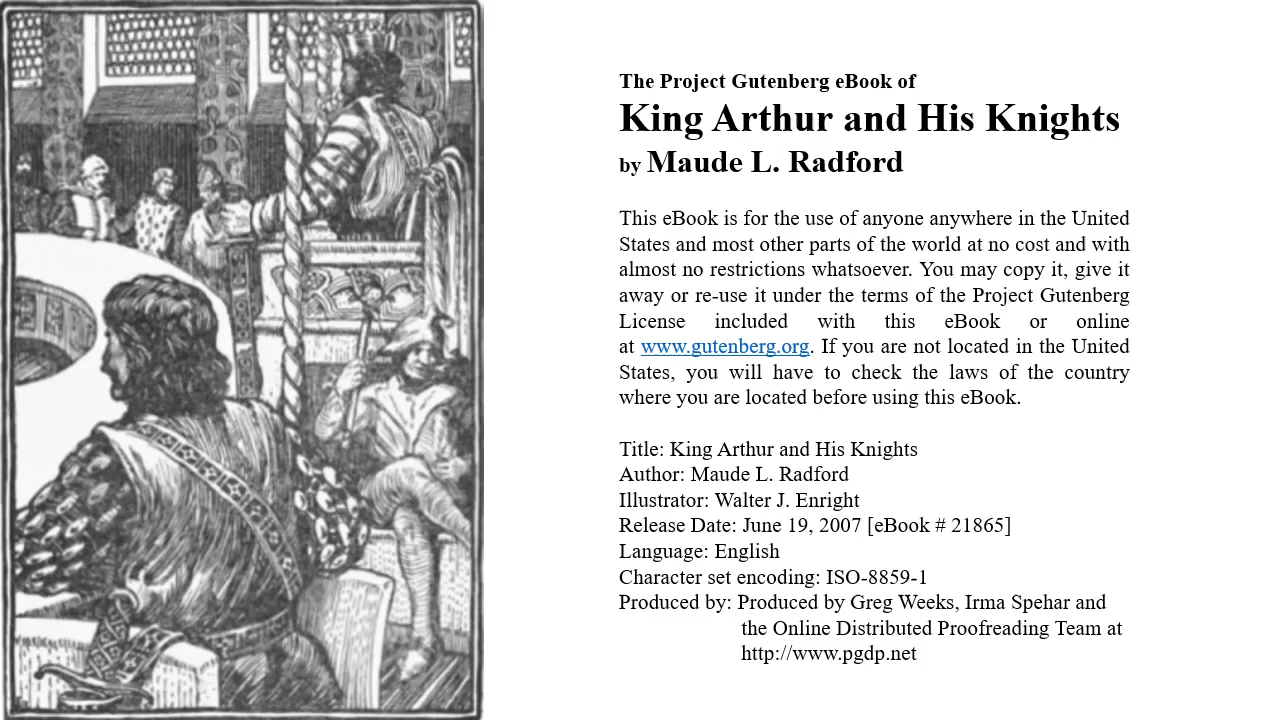 The Project Gutenberg eBook of
King Arthur and His Knights
by Maude L. Radford
This eBook is for the use of anyone anywhere in the United
States and most other parts of the world at no cost and with
almost no restrictions whatsoever. You may copy it, give it
away or re-use it under the terms of the Project Gutenberg
License included with this eBook or online
at www.gutenberg.org. If you are not located in the United
States, you will have to check the laws of the country
where you are located before using this eBook.
Title: King Arthur and His Knights
Author: Maude L. Radford
Illustrator: Walter J. Enright
Release Date: June 19, 2007 [eBook # 21865]
Language: English
Character set encoding: ISO-8859-1
Produced by: Produced by Greg Weeks, Irma Spehar and
the Online Distributed Proofreading Team at
http://www.pgdp.net